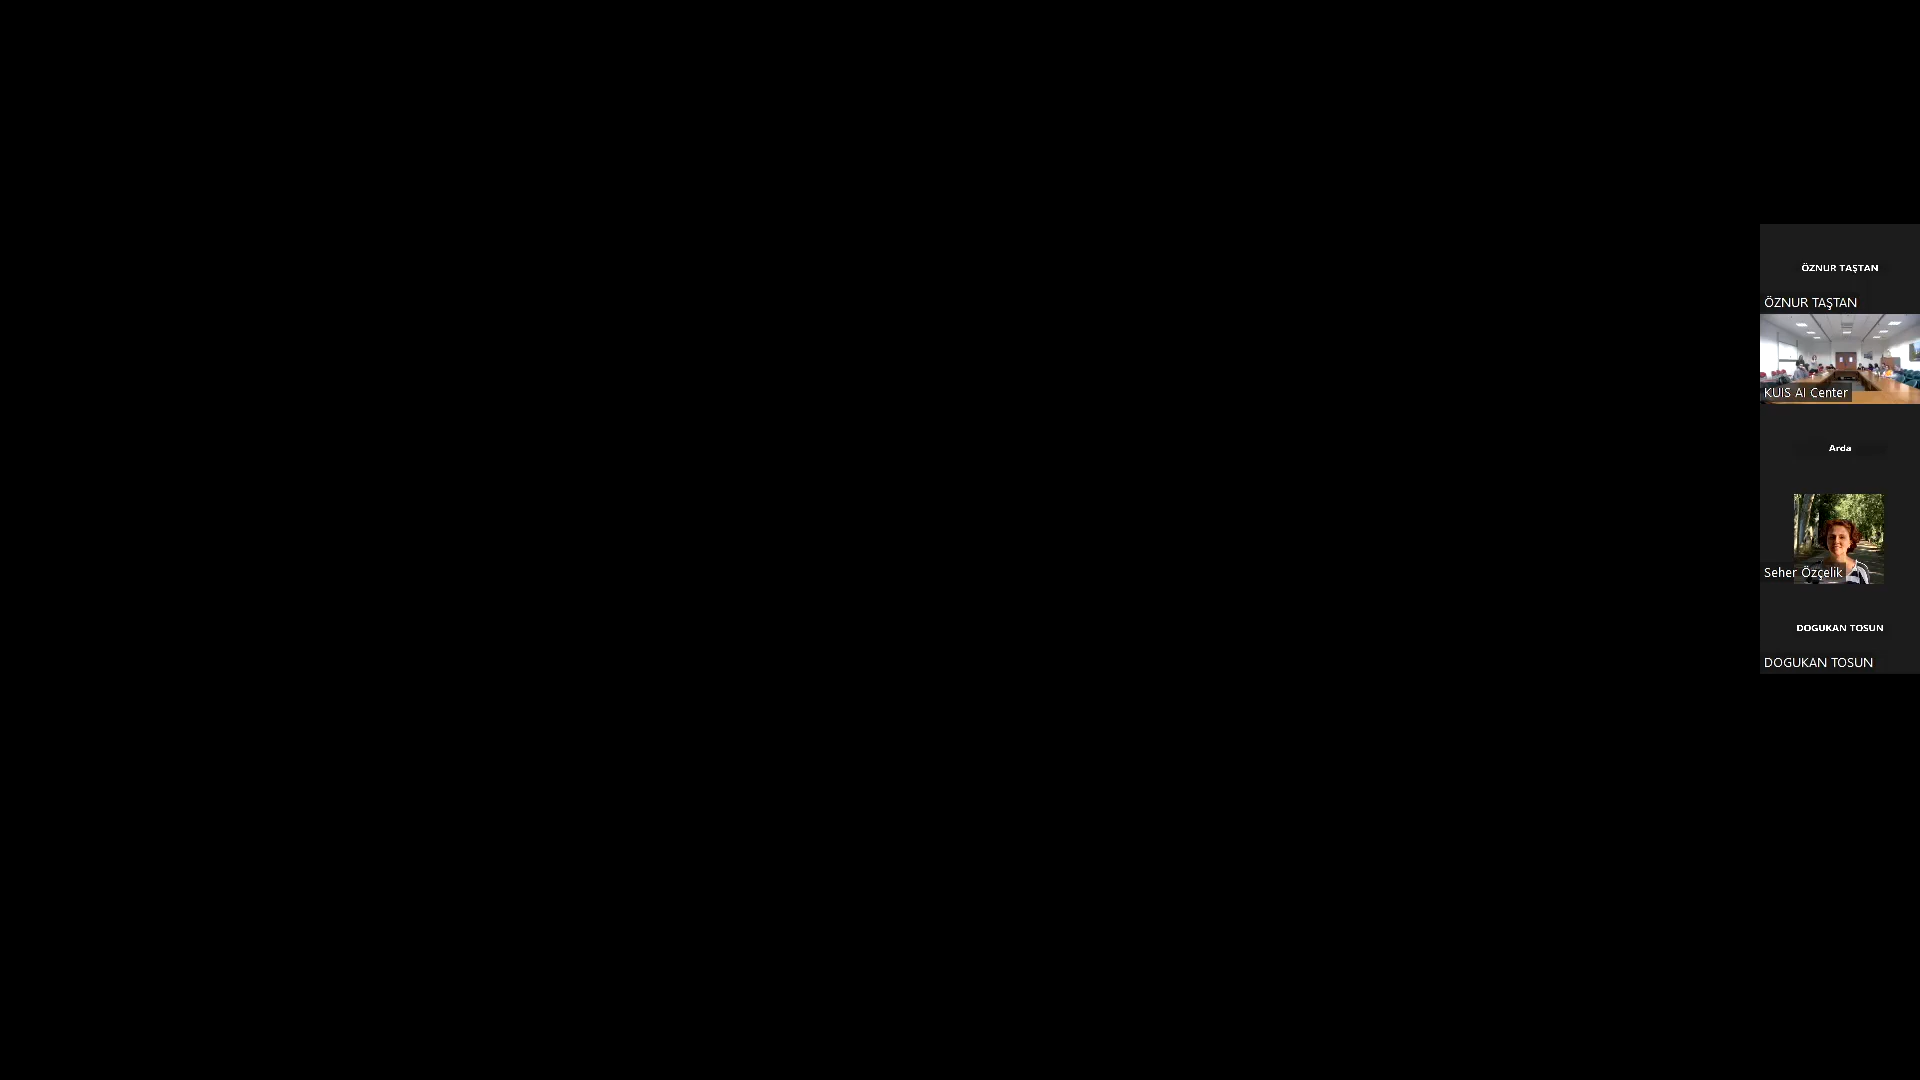 ÖZNUR TAŞTAN
ÖZNUR TAŞTAN
KUIS AI Center
Arda
Seher Özçelik
DOGUKAN TOSUN
DOGUKAN TOSUN